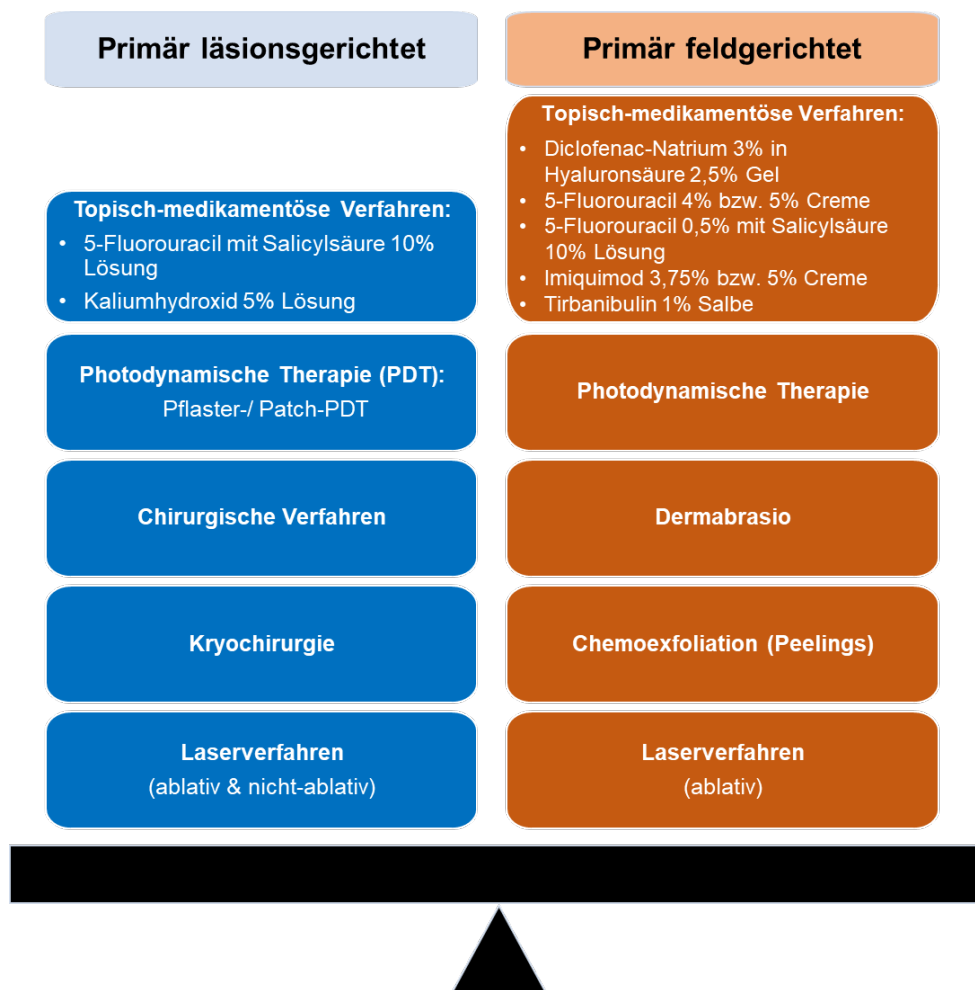 Primär läsionsgerichtet
Topisch-medikamentöse Verfahren:
• 5-Fluorouracil mit Salicylsäure 10%
Lösung
• Kaliumhydroxid 5% Lösung
Photodynamische Therapie (PDT):
Pflaster-/ Patch-PDT
Chirurgische Verfahren
Kryochirurgie
Laserverfahren
(ablativ & nicht-ablativ)
Primär feldgerichtet
Topisch-medikamentöse Verfahren:
• Diclofenac-Natrium 3% in
Hyaluronsäure 2,5% Gel
• 5-Fluorouracil 4% bzw. 5% Creme
• 5-Fluorouracil 0,5% mit Salicylsäure
10% Lösung
• Imiquimod 3,75% bzw. 5% Creme
• Tirbanibulin 1% Salbe
Photodynamische Therapie
Dermabrasio
Chemoexfoliation (Peelings)
Laserverfahren
(ablativ)